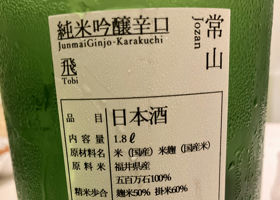 常山
Jozan
純米吟醸辛口
JunmaiGinjo-Karakuchi
飛
Tobi
品目 日本酒
内容量 1.8ℓ
原材料名 米(国産) 米麹(国産米)
原料米 福井県産
五百万石100%
精米歩合 麹米50% 掛米60%